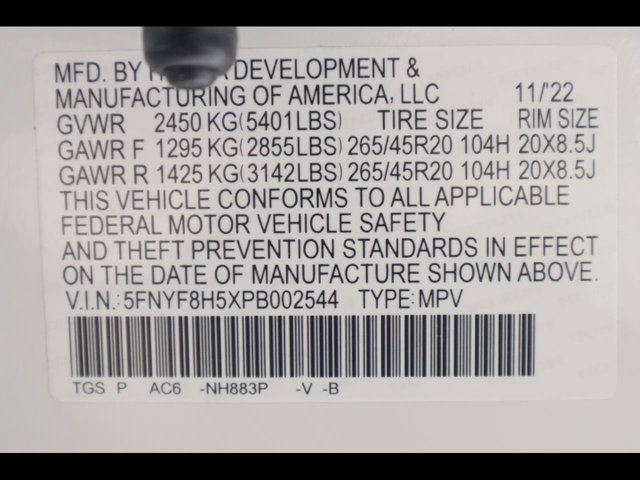 MFD. BY DEVELOPMENT &
MANUFACTURING OF AMERICA, LLC 11/'22
GVWR 2450 KG(5401LBS) TIRE SIZE RIM SIZE
GAWR F 1295 KG(2855LBS) 265/45R20 104H 20X8.5J
GAWR R 1425 KG(3142LBS) 265/45R20 104H 20X8.5J
THIS VEHICLE CONFORMS TO ALL APPLICABLE
FEDERAL MOTOR VEHICLE SAFETY
AND THEFT PREVENTION STANDARDS IN EFFECT
ON THE DATE OF MANUFACTURE SHOWN ABOVE.
V.I.N.: 5FNYF8H5XPB002544 TYPE: MPV
TGS P AC6 -NH883P -V -B